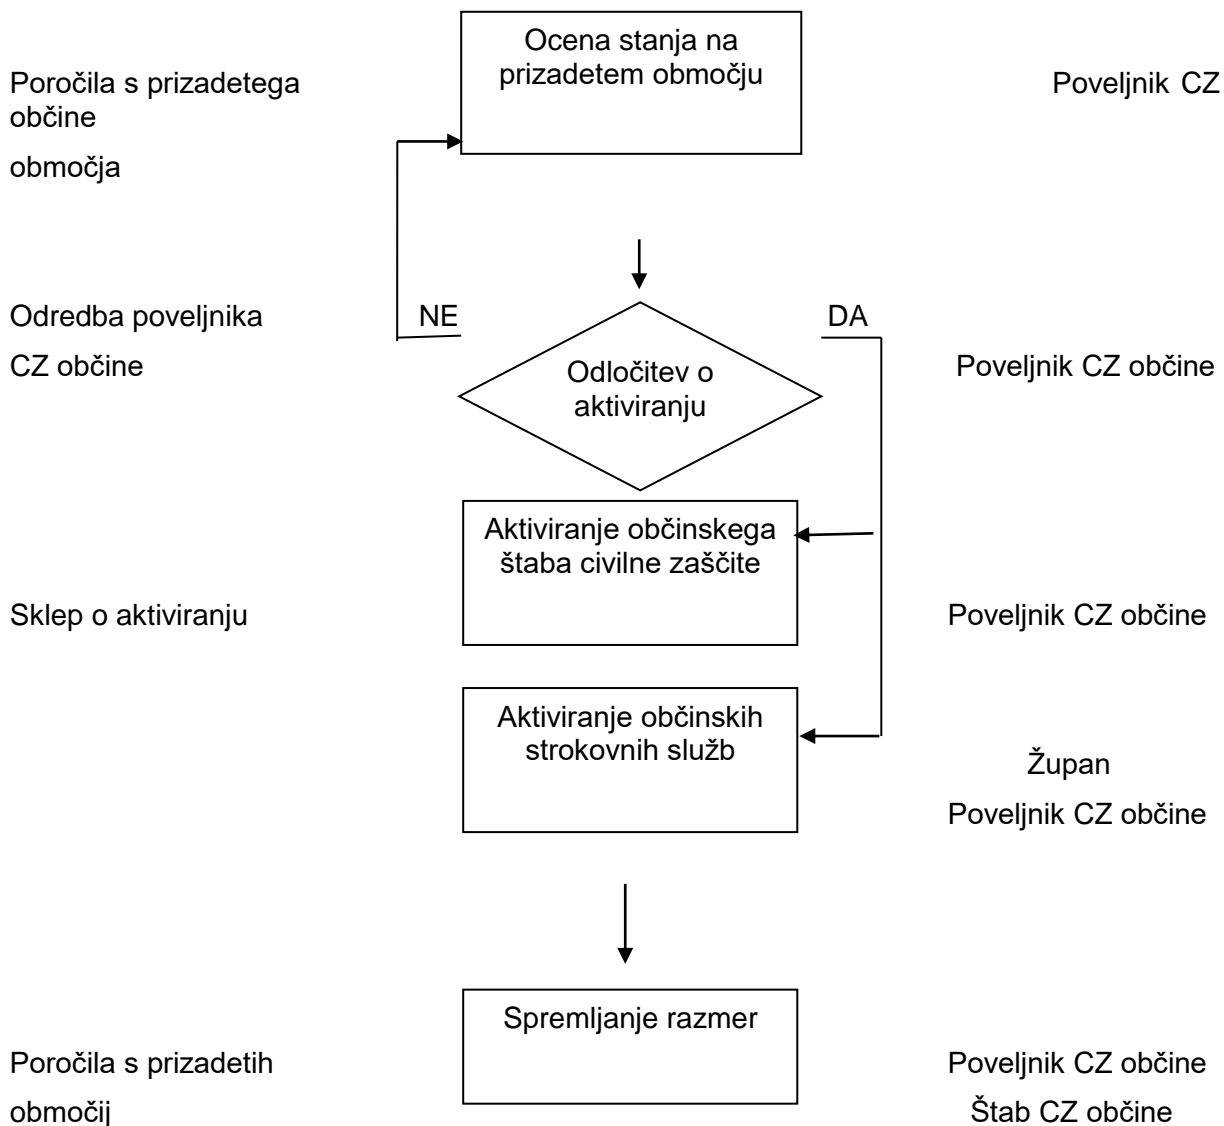 Ocena stanja na
prizadetem območju
Poročila s prizadetega
Poveljnik CZ
občine
območja
Odredba poveljnika
NE
DA
CZ občine
Odločitev o
aktiviranju
Poveljnik CZ občine
Aktiviranje občinskega
štaba civilne zaščite
Sklep o aktiviranju
Poveljnik CZ občine
Aktiviranje občinskih
strokovnih služb
Župan
Poveljnik CZ občine
Spremljanje razmer
Poročila s prizadetih
Poveljnik CZ občine
območij
Štab CZ občine